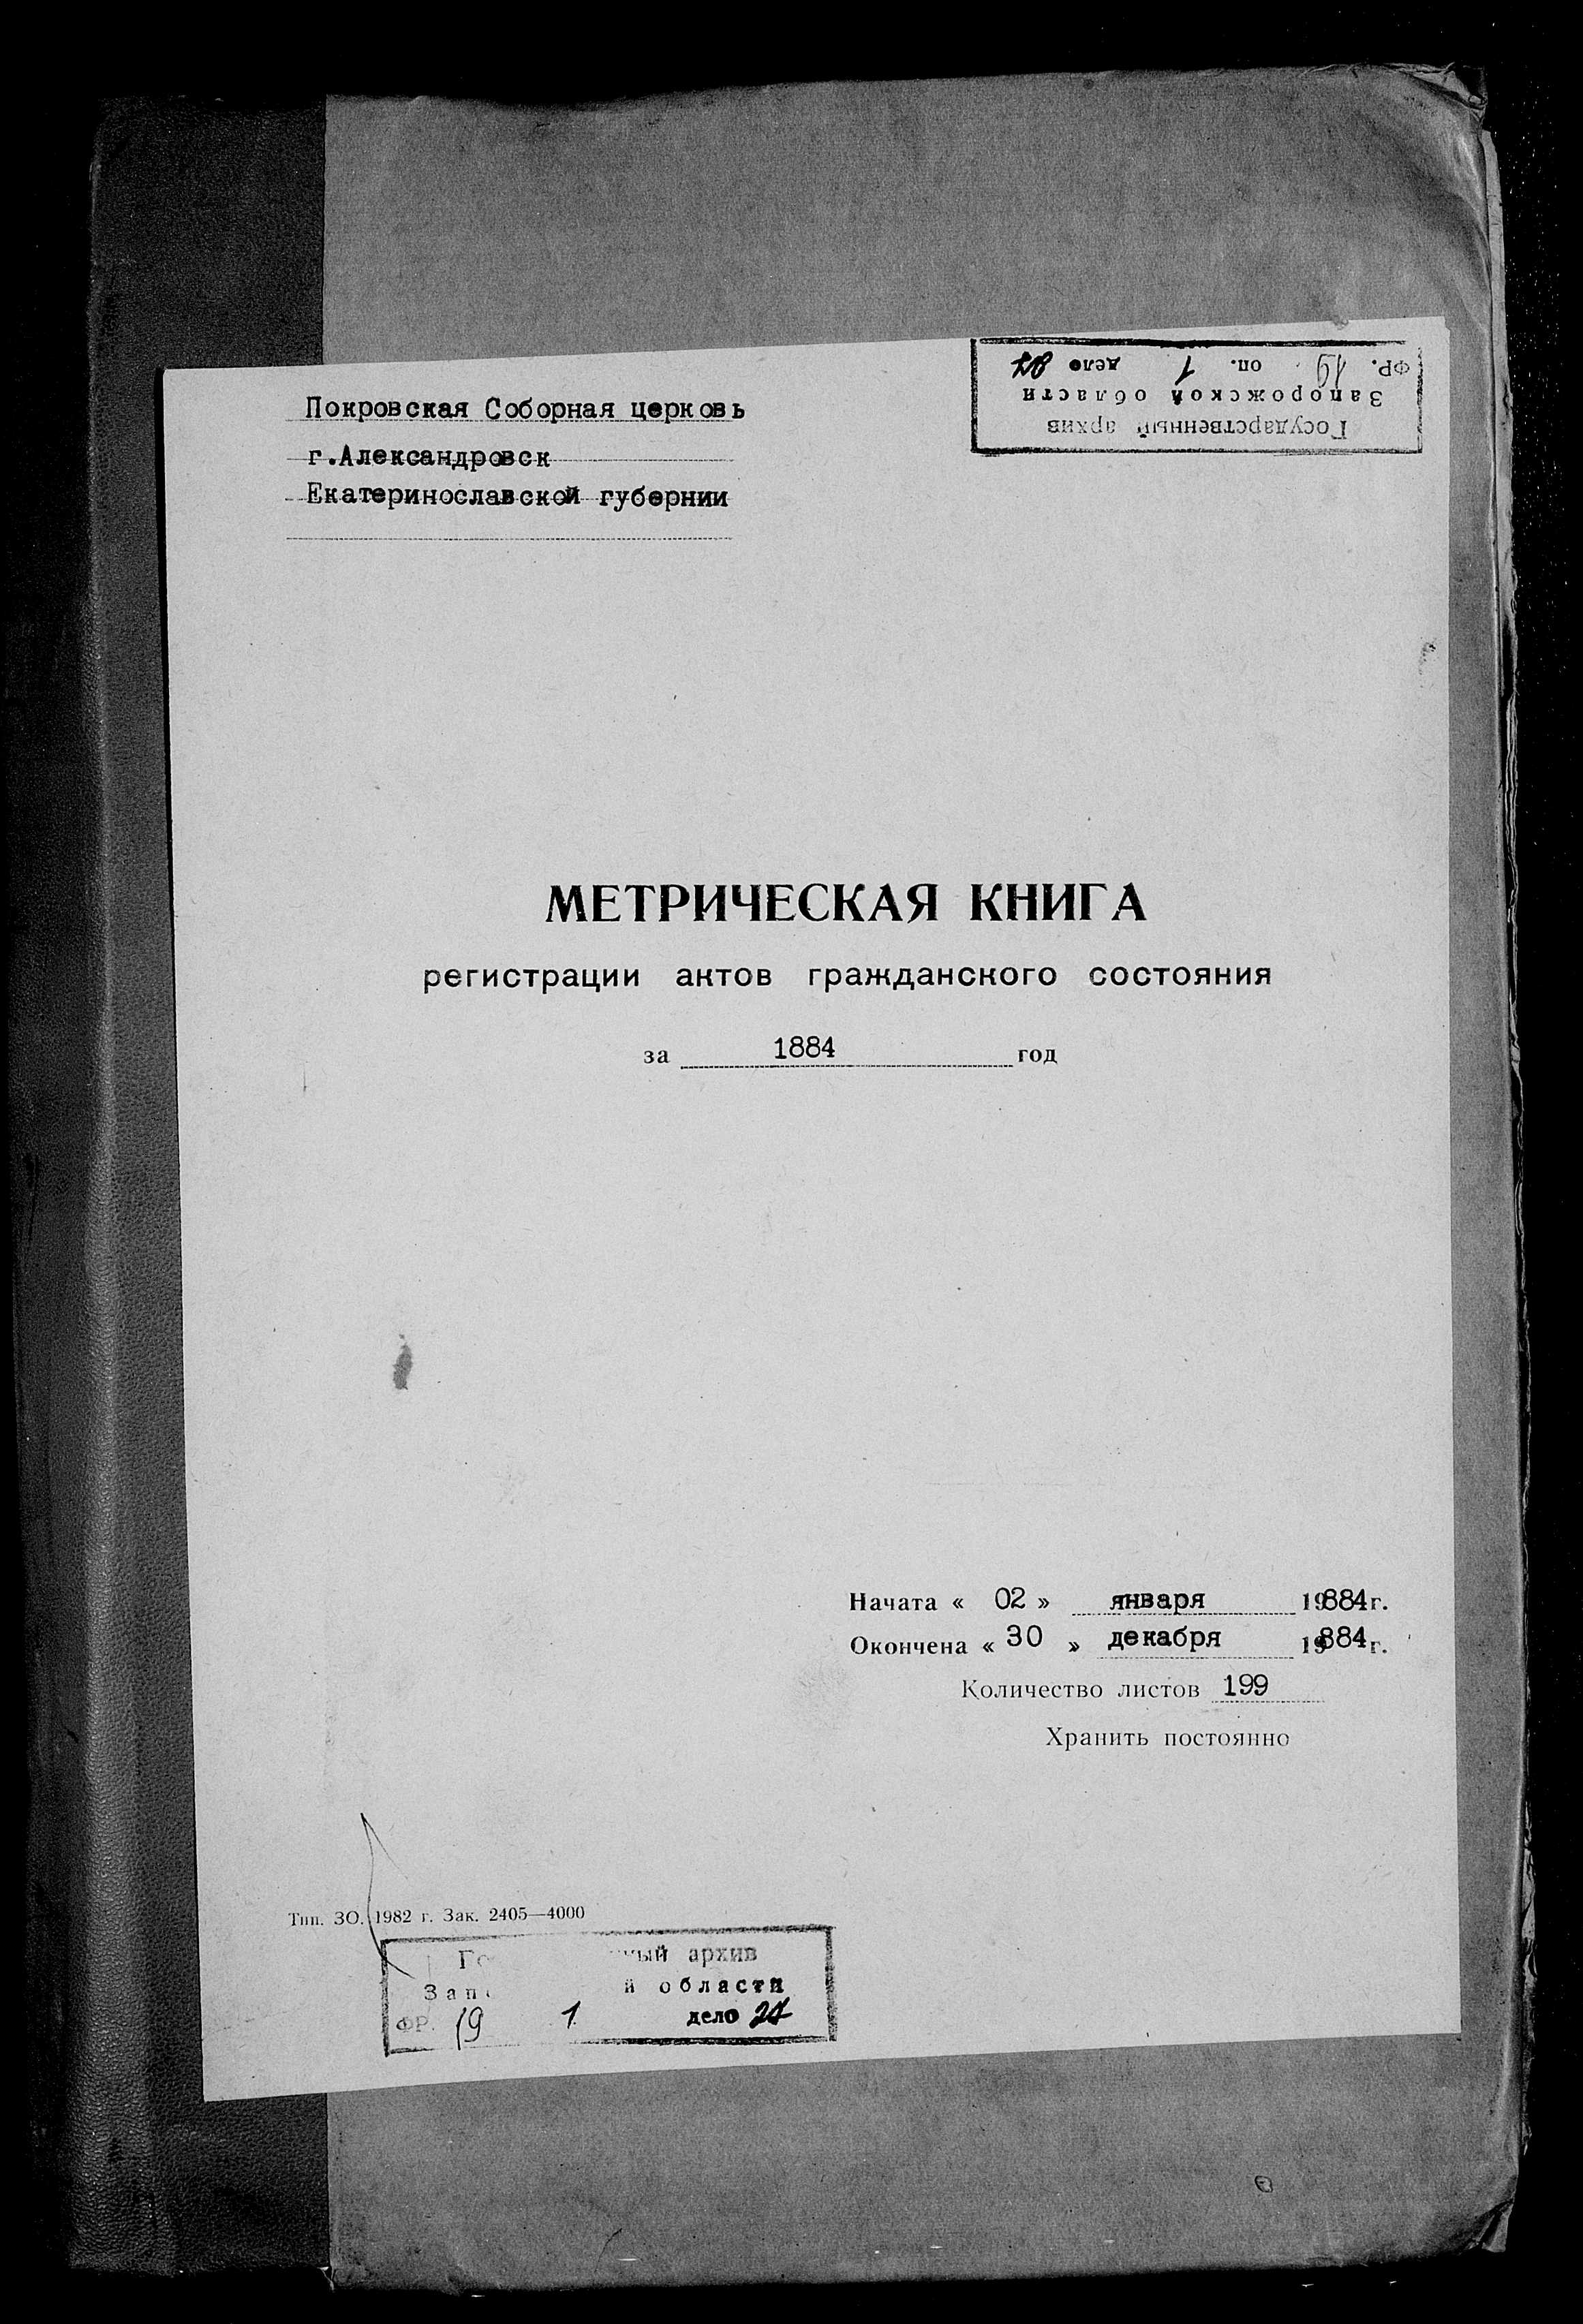 Покровская Соборная церковь
г.Александровск
Екатеринославской губернии
Государственный архив
Запорожской области
ФР. 19 оп. 1 дело
МЕТРИЧЕСКАЯ КНИГА
регистрации актов гражданского состояния
за 1884 год
Начата « 02 » января 1884 г.
Окончена « 30 » декабря 1884 г.
Количество листов 199
Хранить постоянно
Тип. ЗО. 1982 г. Зак. 2405—4000
архив
области
ФР. 19 1 дело